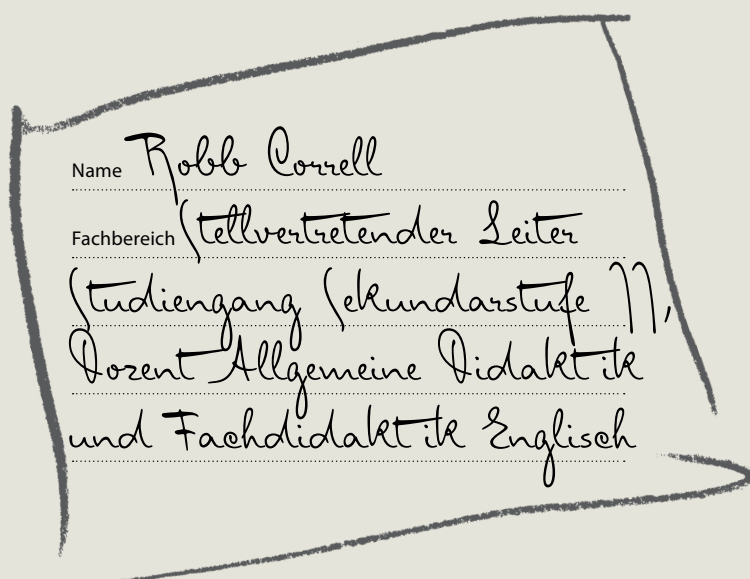 Name Robb Correll
Fachbereich Stellvertretender Leiter
Studiengang Sekundarstufe II,
Dozent Allgemeine Didaktik
und Fachdidaktik Englisch